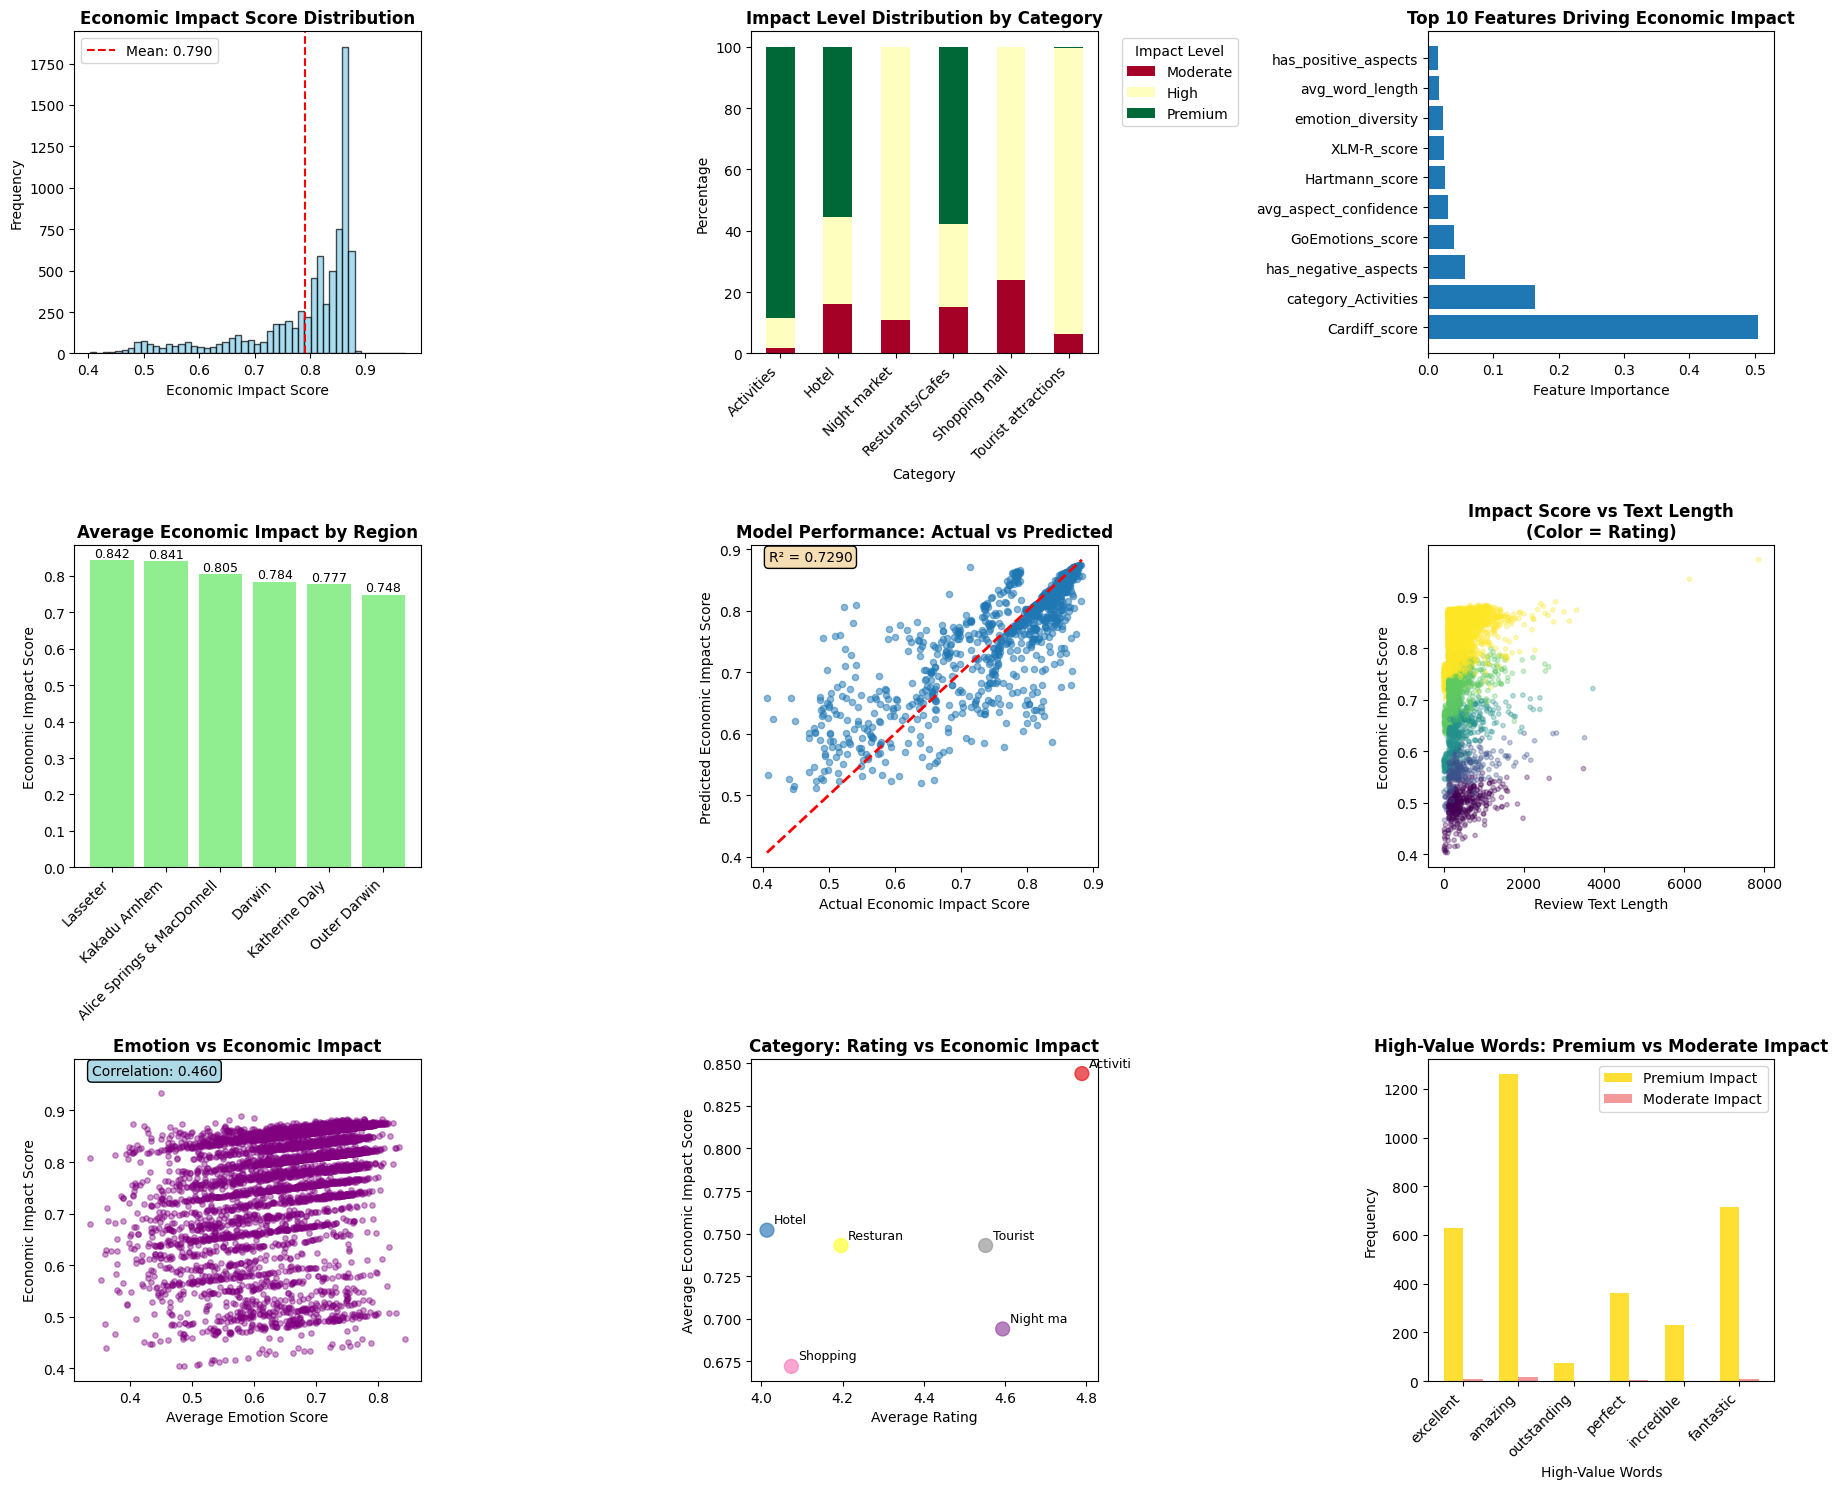 Economic Impact Score Distribution
Mean: 0.790
1750
1500
1250
1000
750
500
250
0
Frequency
0.4 0.5 0.6 0.7 0.8 0.9
Economic Impact Score
Impact Level Distribution by Category
100
80
60
40
20
0
Percentage
Activities
Hotel
Night market
Resturants/Cafes
Shopping mall
Tourist attractions
Category
Impact Level
Moderate
High
Premium
Top 10 Features Driving Economic Impact
has_positive_aspects
avg_word_length
emotion_diversity
XLM-R_score
Hartmann_score
avg_aspect_confidence
GoEmotions_score
has_negative_aspects
category_Activities
Cardiff_score
0.0 0.1 0.2 0.3 0.4 0.5
Feature Importance
Average Economic Impact by Region
0.842
0.841
0.805
0.784
0.777
0.748
0.8
0.7
0.6
0.5
0.4
0.3
0.2
0.1
0.0
Economic Impact Score
Lasseter
Kakadu Arnhem
Alice Springs & MacDonnell
Darwin
Katherine Daly
Outer Darwin
Model Performance: Actual vs Predicted
R² = 0.7290
0.9
0.8
0.7
0.6
0.5
0.4
Predicted Economic Impact Score
0.4 0.5 0.6 0.7 0.8 0.9
Actual Economic Impact Score
Impact Score vs Text Length
(Color = Rating)
0.9
0.8
0.7
0.6
0.5
0.4
Economic Impact Score
0 2000 4000 6000 8000
Review Text Length
Emotion vs Economic Impact
Correlation: 0.460
0.9
0.8
0.7
0.6
0.5
0.4
Economic Impact Score
0.4 0.5 0.6 0.7 0.8
Average Emotion Score
Category: Rating vs Economic Impact
Activiti
Hotel
Resturan
Tourist
Night ma
Shopping
0.850
0.825
0.800
0.775
0.750
0.725
0.700
0.675
Average Economic Impact Score
4.0 4.2 4.4 4.6 4.8
Average Rating
High-Value Words: Premium vs Moderate Impact
Premium Impact
Moderate Impact
1200
1000
800
600
400
200
0
Frequency
excellent
amazing
outstanding
perfect
incredible
fantastic
High-Value Words